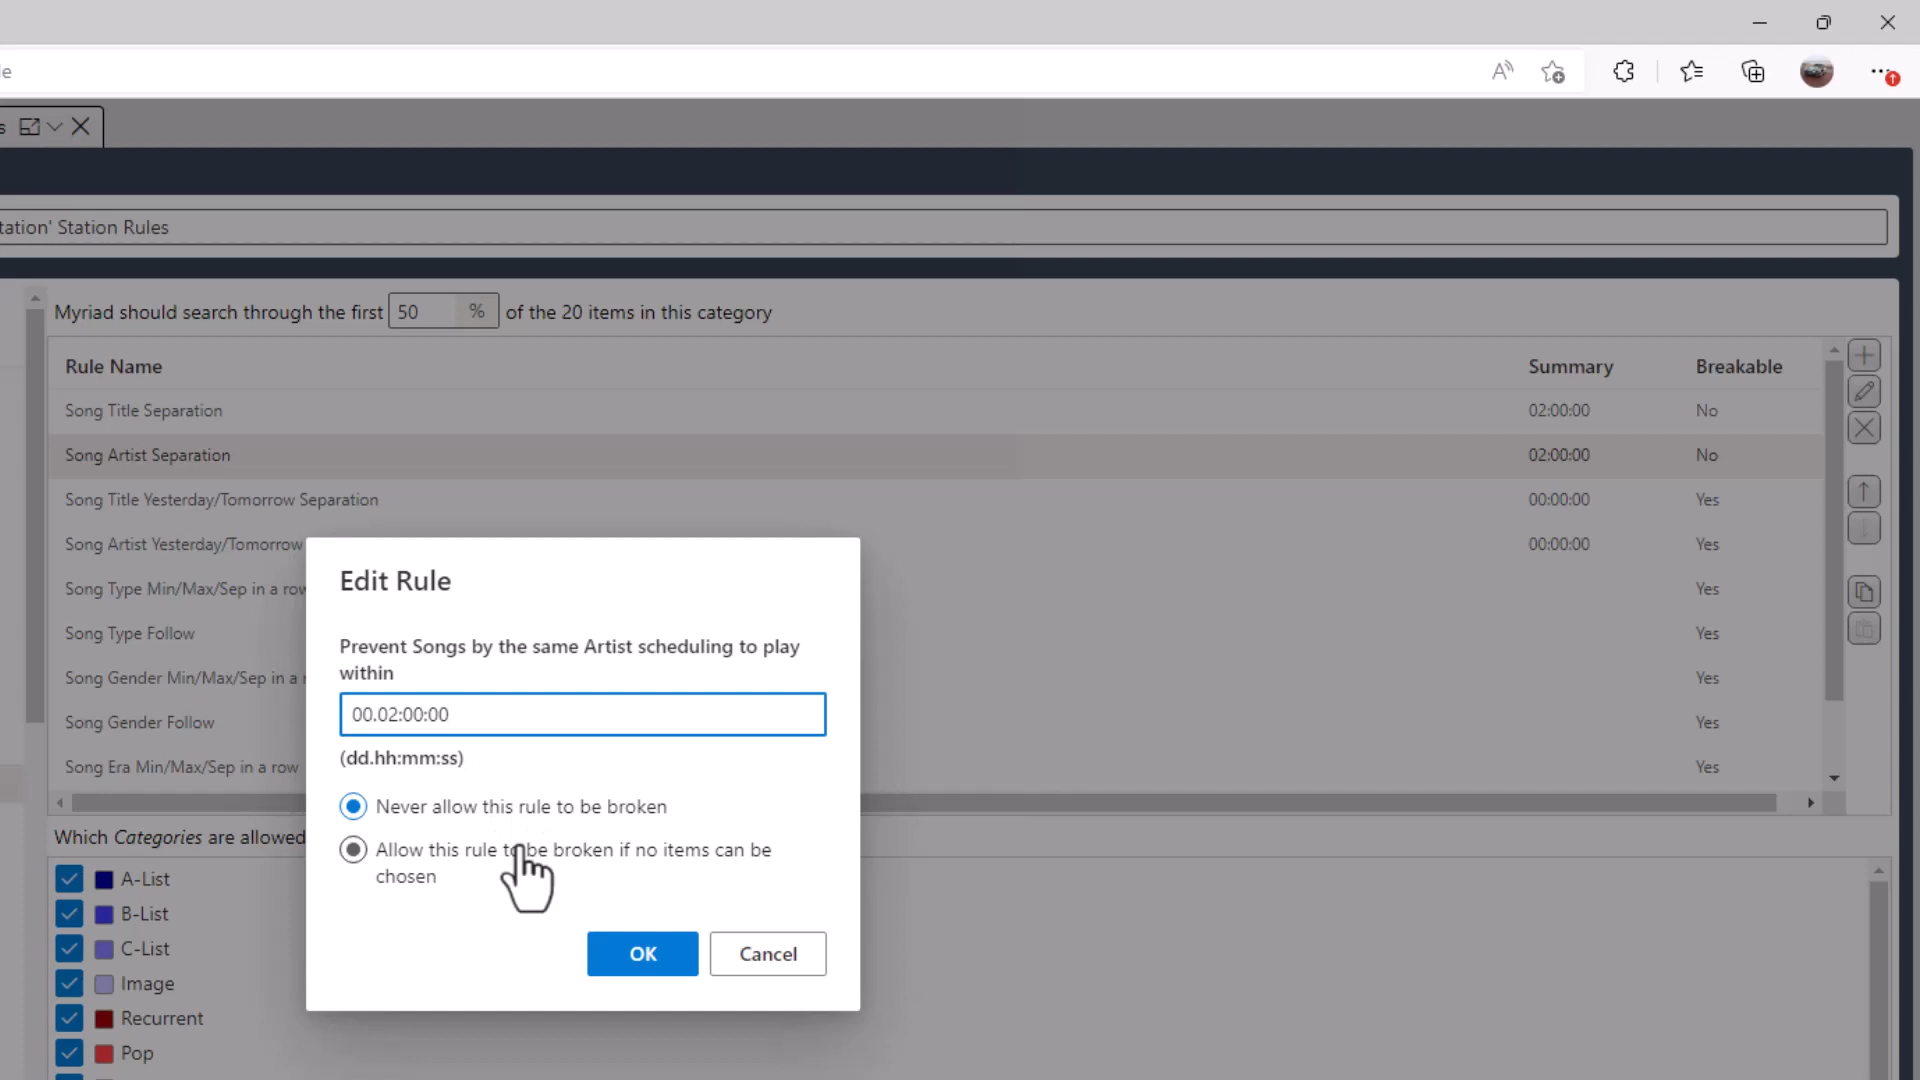 le
s
tation' Station Rules
Myriad should search through the first 50 % of the 20 items in this category
Rule Name Summary Breakable
Song Title Separation 02:00:00 No
Song Artist Separation 02:00:00 No
Song Title Yesterday/Tomorrow Separation 00:00:00 Yes
Song Artist Yesterday/Tomorrow 00:00:00 Yes
Song Type Min/Max/Sep in a row Yes
Song Type Follow Yes
Song Gender Min/Max/Sep in a Yes
Song Gender Follow Yes
Song Era Min/Max/Sep in a row Yes
Edit Rule
Prevent Songs by the same Artist scheduling to play
within
00.02:00:00
(dd.hh:mm:ss)
Never allow this rule to be broken
Allow this rule to be broken if no items can be
chosen
OK Cancel
Which Categories are allowed
A-List
B-List
C-List
Image
Recurrent
Pop